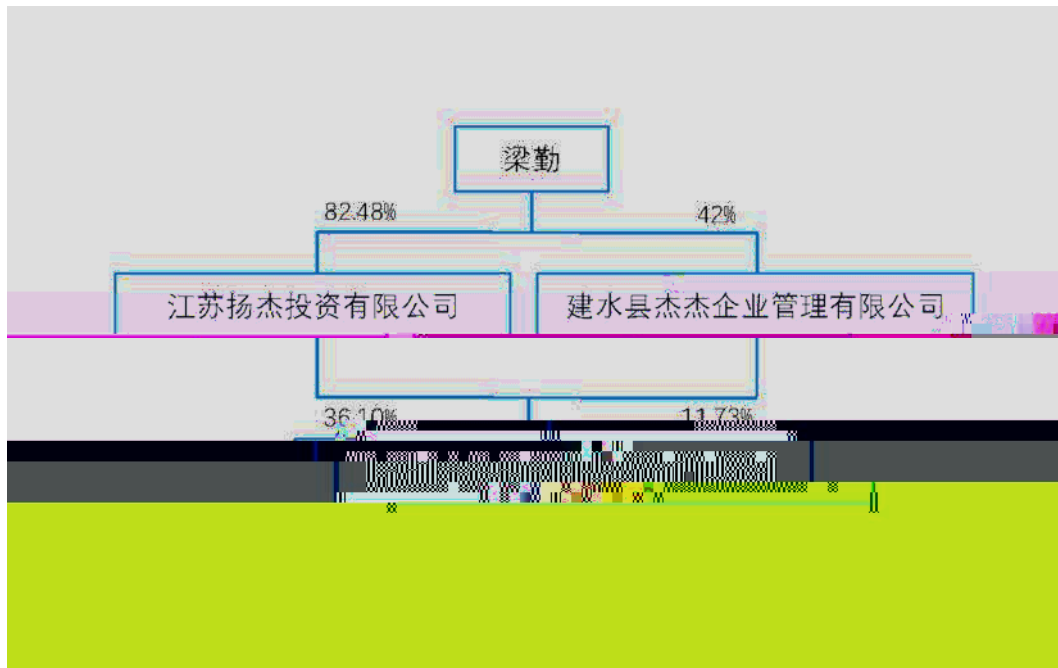 梁勤
82.48%
42%
江苏扬杰投资有限公司
建水县杰杰企业管理有限公司
36.10%
11.73%